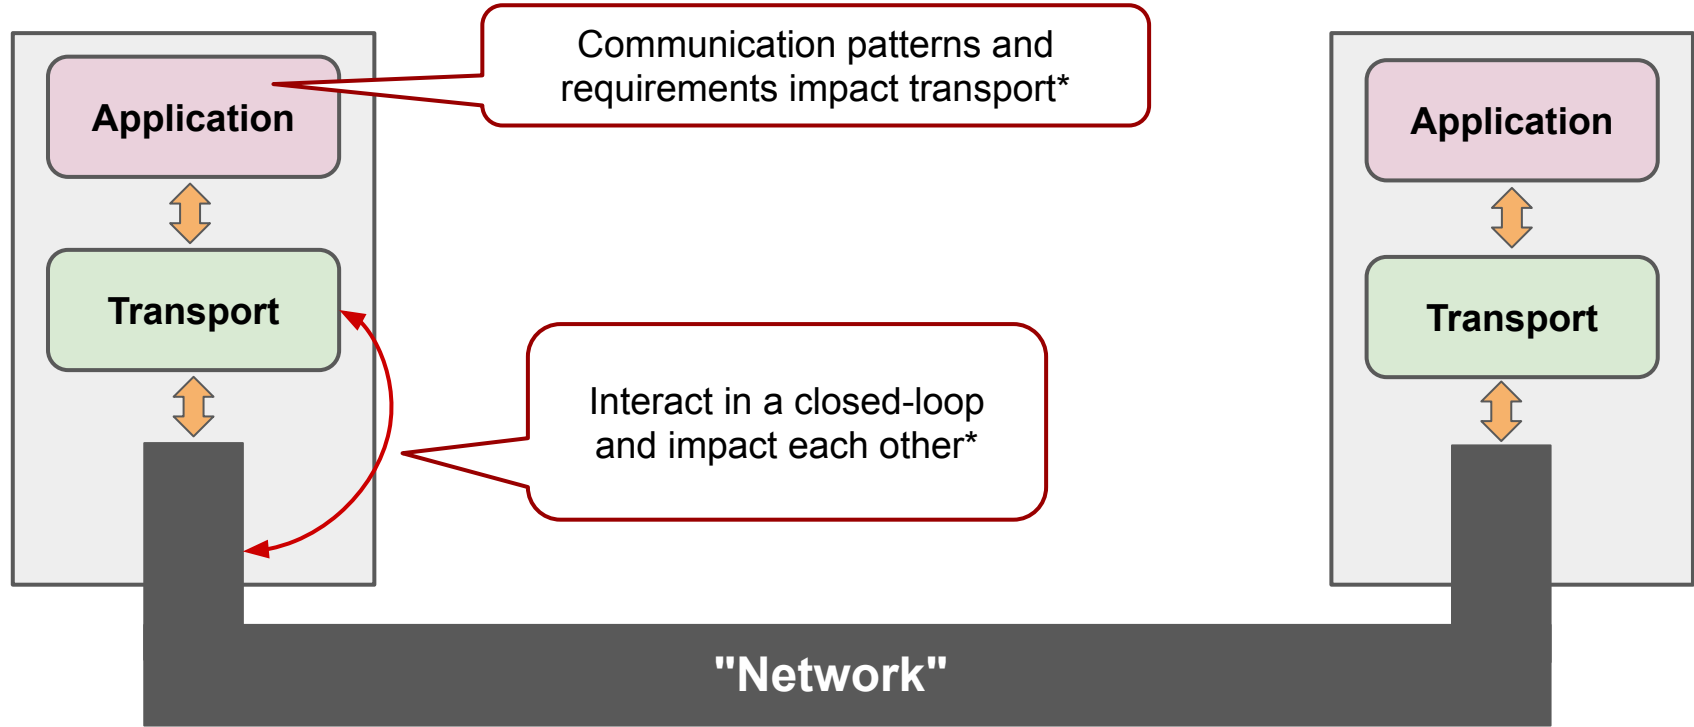 Communication patterns and
requirements impact transport*
Application
Application
Transport
Transport
Interact in a closed-loop
and impact each other*
"Network"